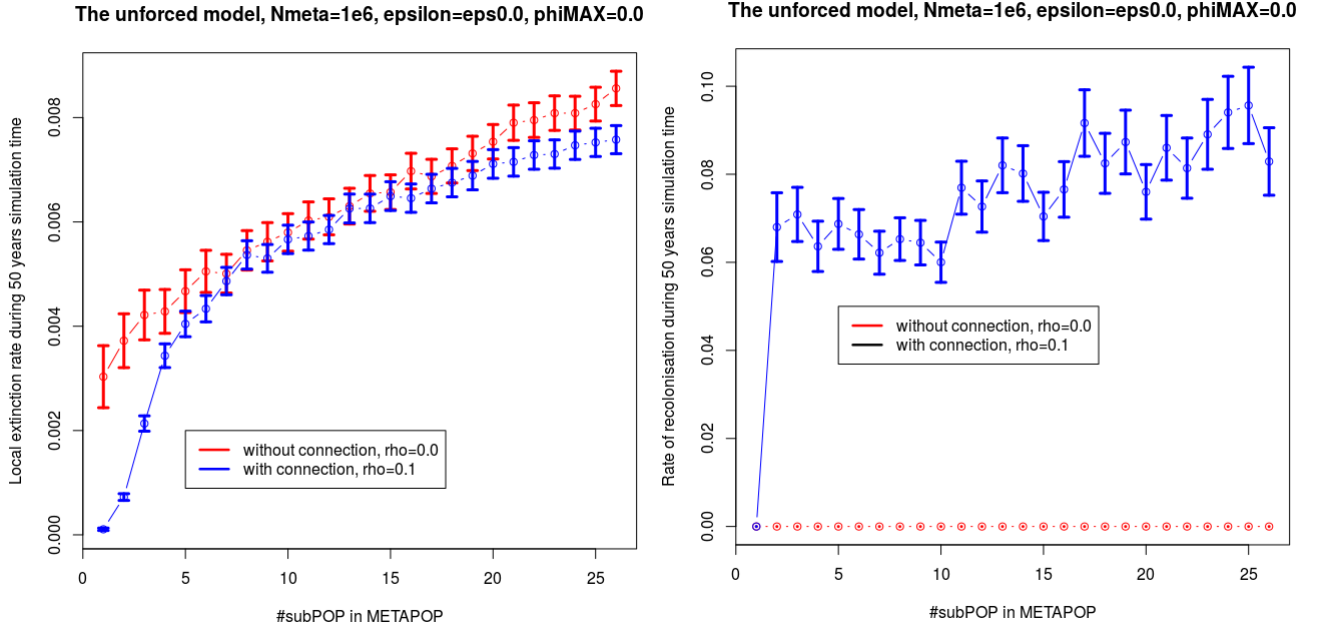 The unforced model, Nmeta=1e6, epsilon=eps0.0, phiMAX=0.0
Local extinction rate during 50 years simulation time
0.008
0.006
0.004
0.002
0.000
without connection, rho=0.0
with connection, rho=0.1
0 5 10 15 20 25
#subPOP in METAPOP
The unforced model, Nmeta=1e6, epsilon=eps0.0, phiMAX=0.0
Rate of recolonisation during 50 years simulation time
0.10
0.08
0.06
0.04
0.02
0.00
without connection, rho=0.0
with connection, rho=0.1
0 5 10 15 20 25
#subPOP in METAPOP